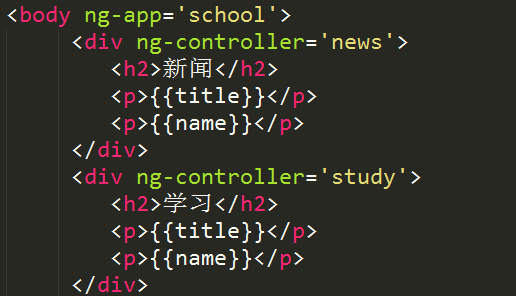 <body ng-app='school'>
<div ng-controller='news'>
<h2>新闻</h2>
<p>{{title}}</p>
<p>{{name}}</p>
</div>
<div ng-controller='study'>
<h2>学习</h2>
<p>{{title}}</p>
<p>{{name}}</p>
</div>